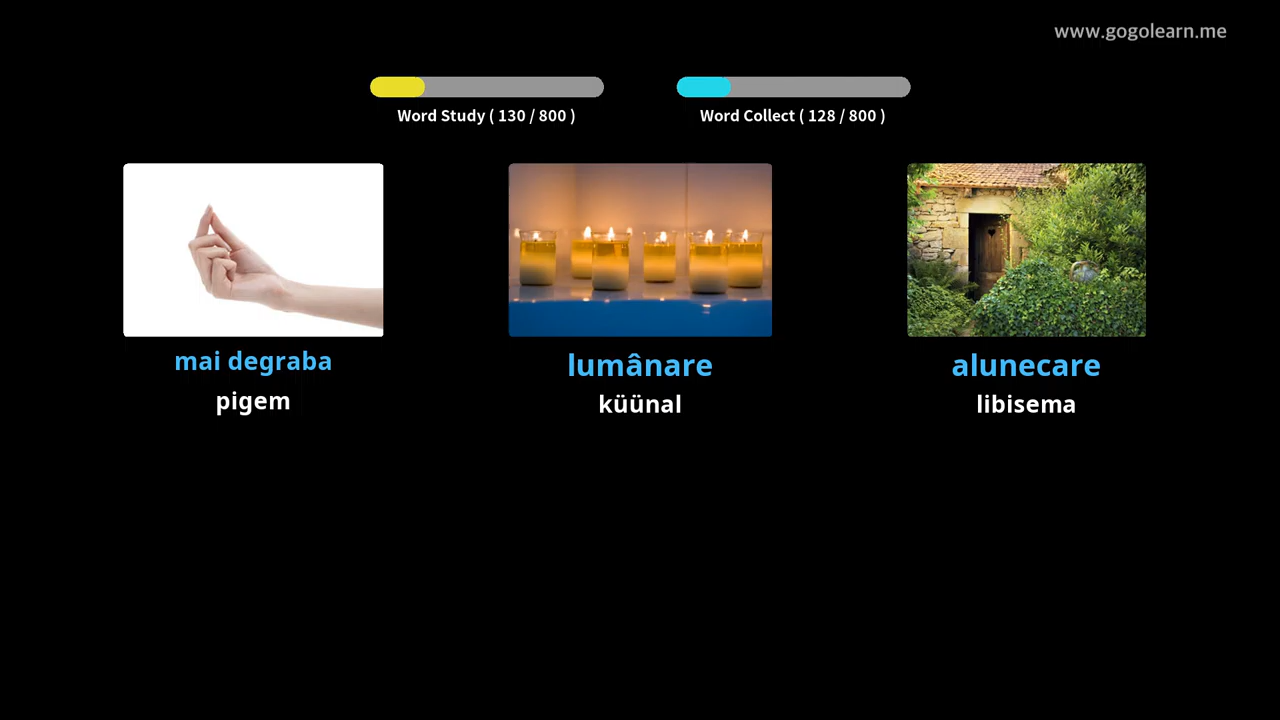 www.gogolearn.me
Word Study ( 130 / 800 )
Word Collect ( 128 / 800 )
mai degraba
pigem
lumânare
küünal
alunecare
libisema